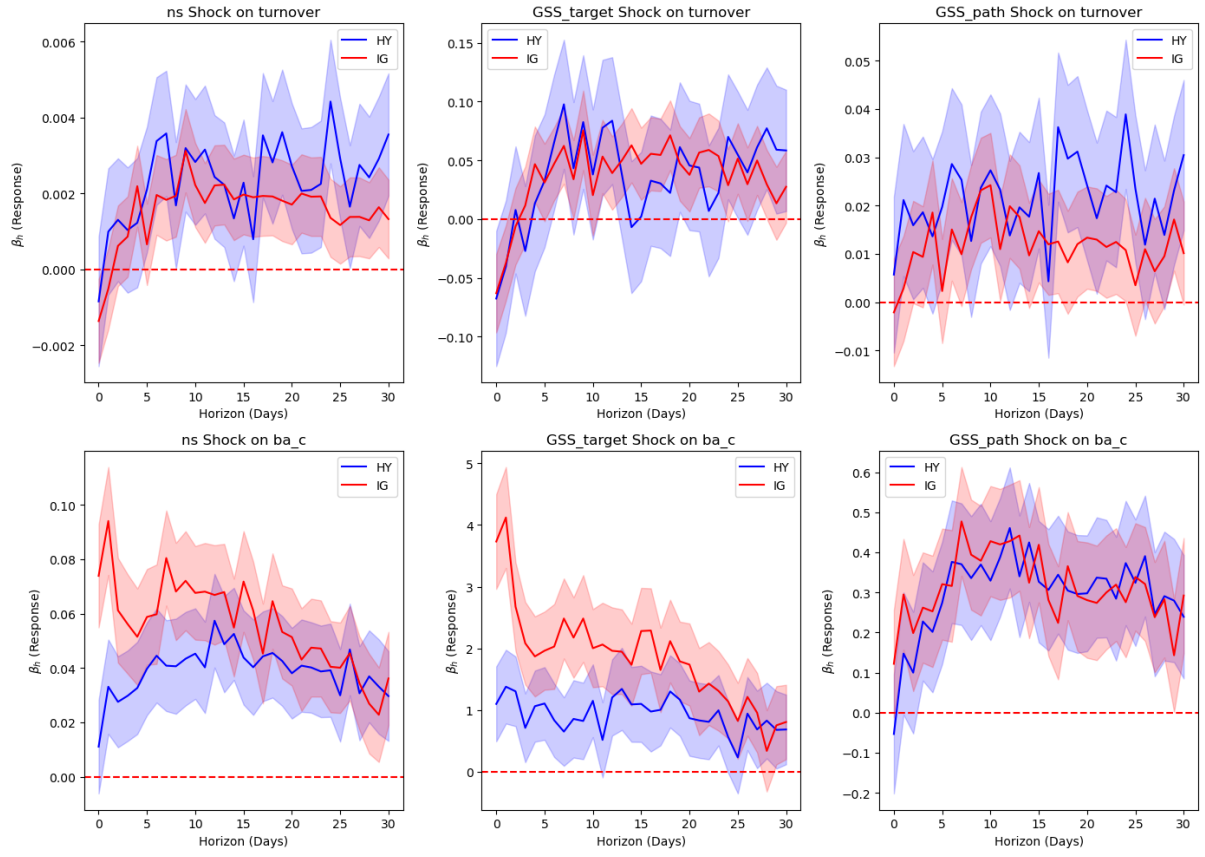 ns Shock on turnover
HY
IG
0.006
0.004
0.002
0.000
−0.002
βh (Response)
0 5 10 15 20 25 30
Horizon (Days)
GSS_target Shock on turnover
HY
IG
0.15
0.10
0.05
0.00
−0.05
−0.10
βh (Response)
0 5 10 15 20 25 30
Horizon (Days)
GSS_path Shock on turnover
HY
IG
0.05
0.04
0.03
0.02
0.01
0.00
−0.01
βh (Response)
0 5 10 15 20 25 30
Horizon (Days)
ns Shock on ba_c
HY
IG
0.10
0.08
0.06
0.04
0.02
0.00
βh (Response)
0 5 10 15 20 25 30
Horizon (Days)
GSS_target Shock on ba_c
HY
IG
5
4
3
2
1
0
βh (Response)
0 5 10 15 20 25 30
Horizon (Days)
GSS_path Shock on ba_c
HY
IG
0.6
0.5
0.4
0.3
0.2
0.1
0.0
−0.1
−0.2
βh (Response)
0 5 10 15 20 25 30
Horizon (Days)